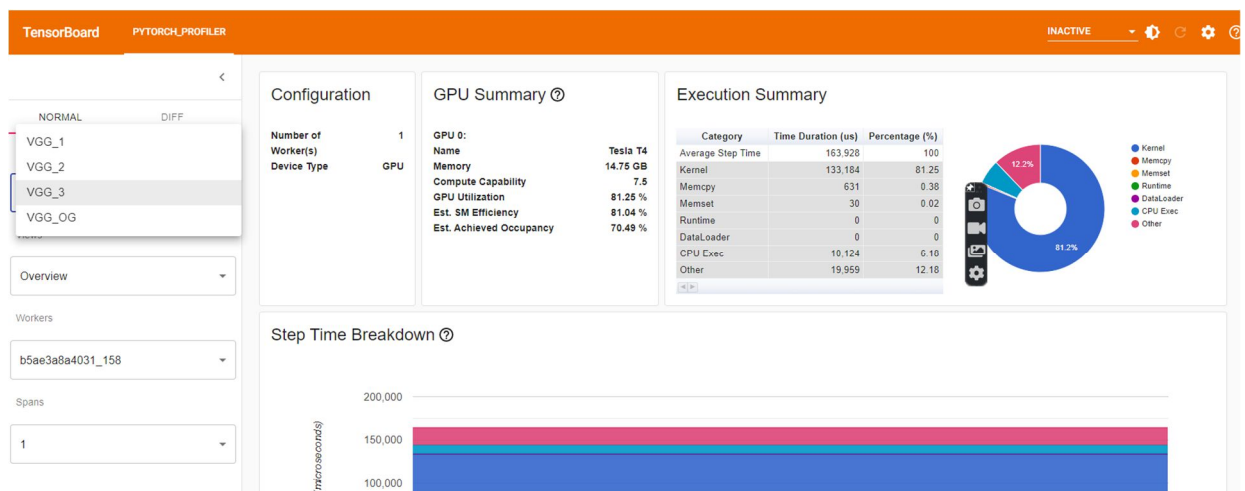 TensorBoard PYTORCH_PROFILER INACTIVE
NORMAL DIFF
VGG_1
VGG_2
VGG_3
VGG_OG
Views
Overview
Workers
b5ae3a8a4031_158
Spans
1
Configuration
Number of Worker(s) 1
Device Type GPU
GPU Summary
GPU 0:
Name Tesla T4
Memory 14.75 GB
Compute Capability 7.5
GPU Utilization 81.25 %
Est. SM Efficiency 81.04 %
Est. Achieved Occupancy 70.49 %
Execution Summary
Category Time Duration (us) Percentage (%)
Average Step Time 163,928 100
Kernel 133,184 81.25
Memcpy 631 0.38
Memset 30 0.02
Runtime 0 0
DataLoader 0 0
CPU Exec 10,124 6.18
Other 19,959 12.18
12.2%
81.2%
Kernel
Memcpy
Memset
Runtime
DataLoader
CPU Exec
Other
Step Time Breakdown
200,000
150,000
100,000
microseconds)